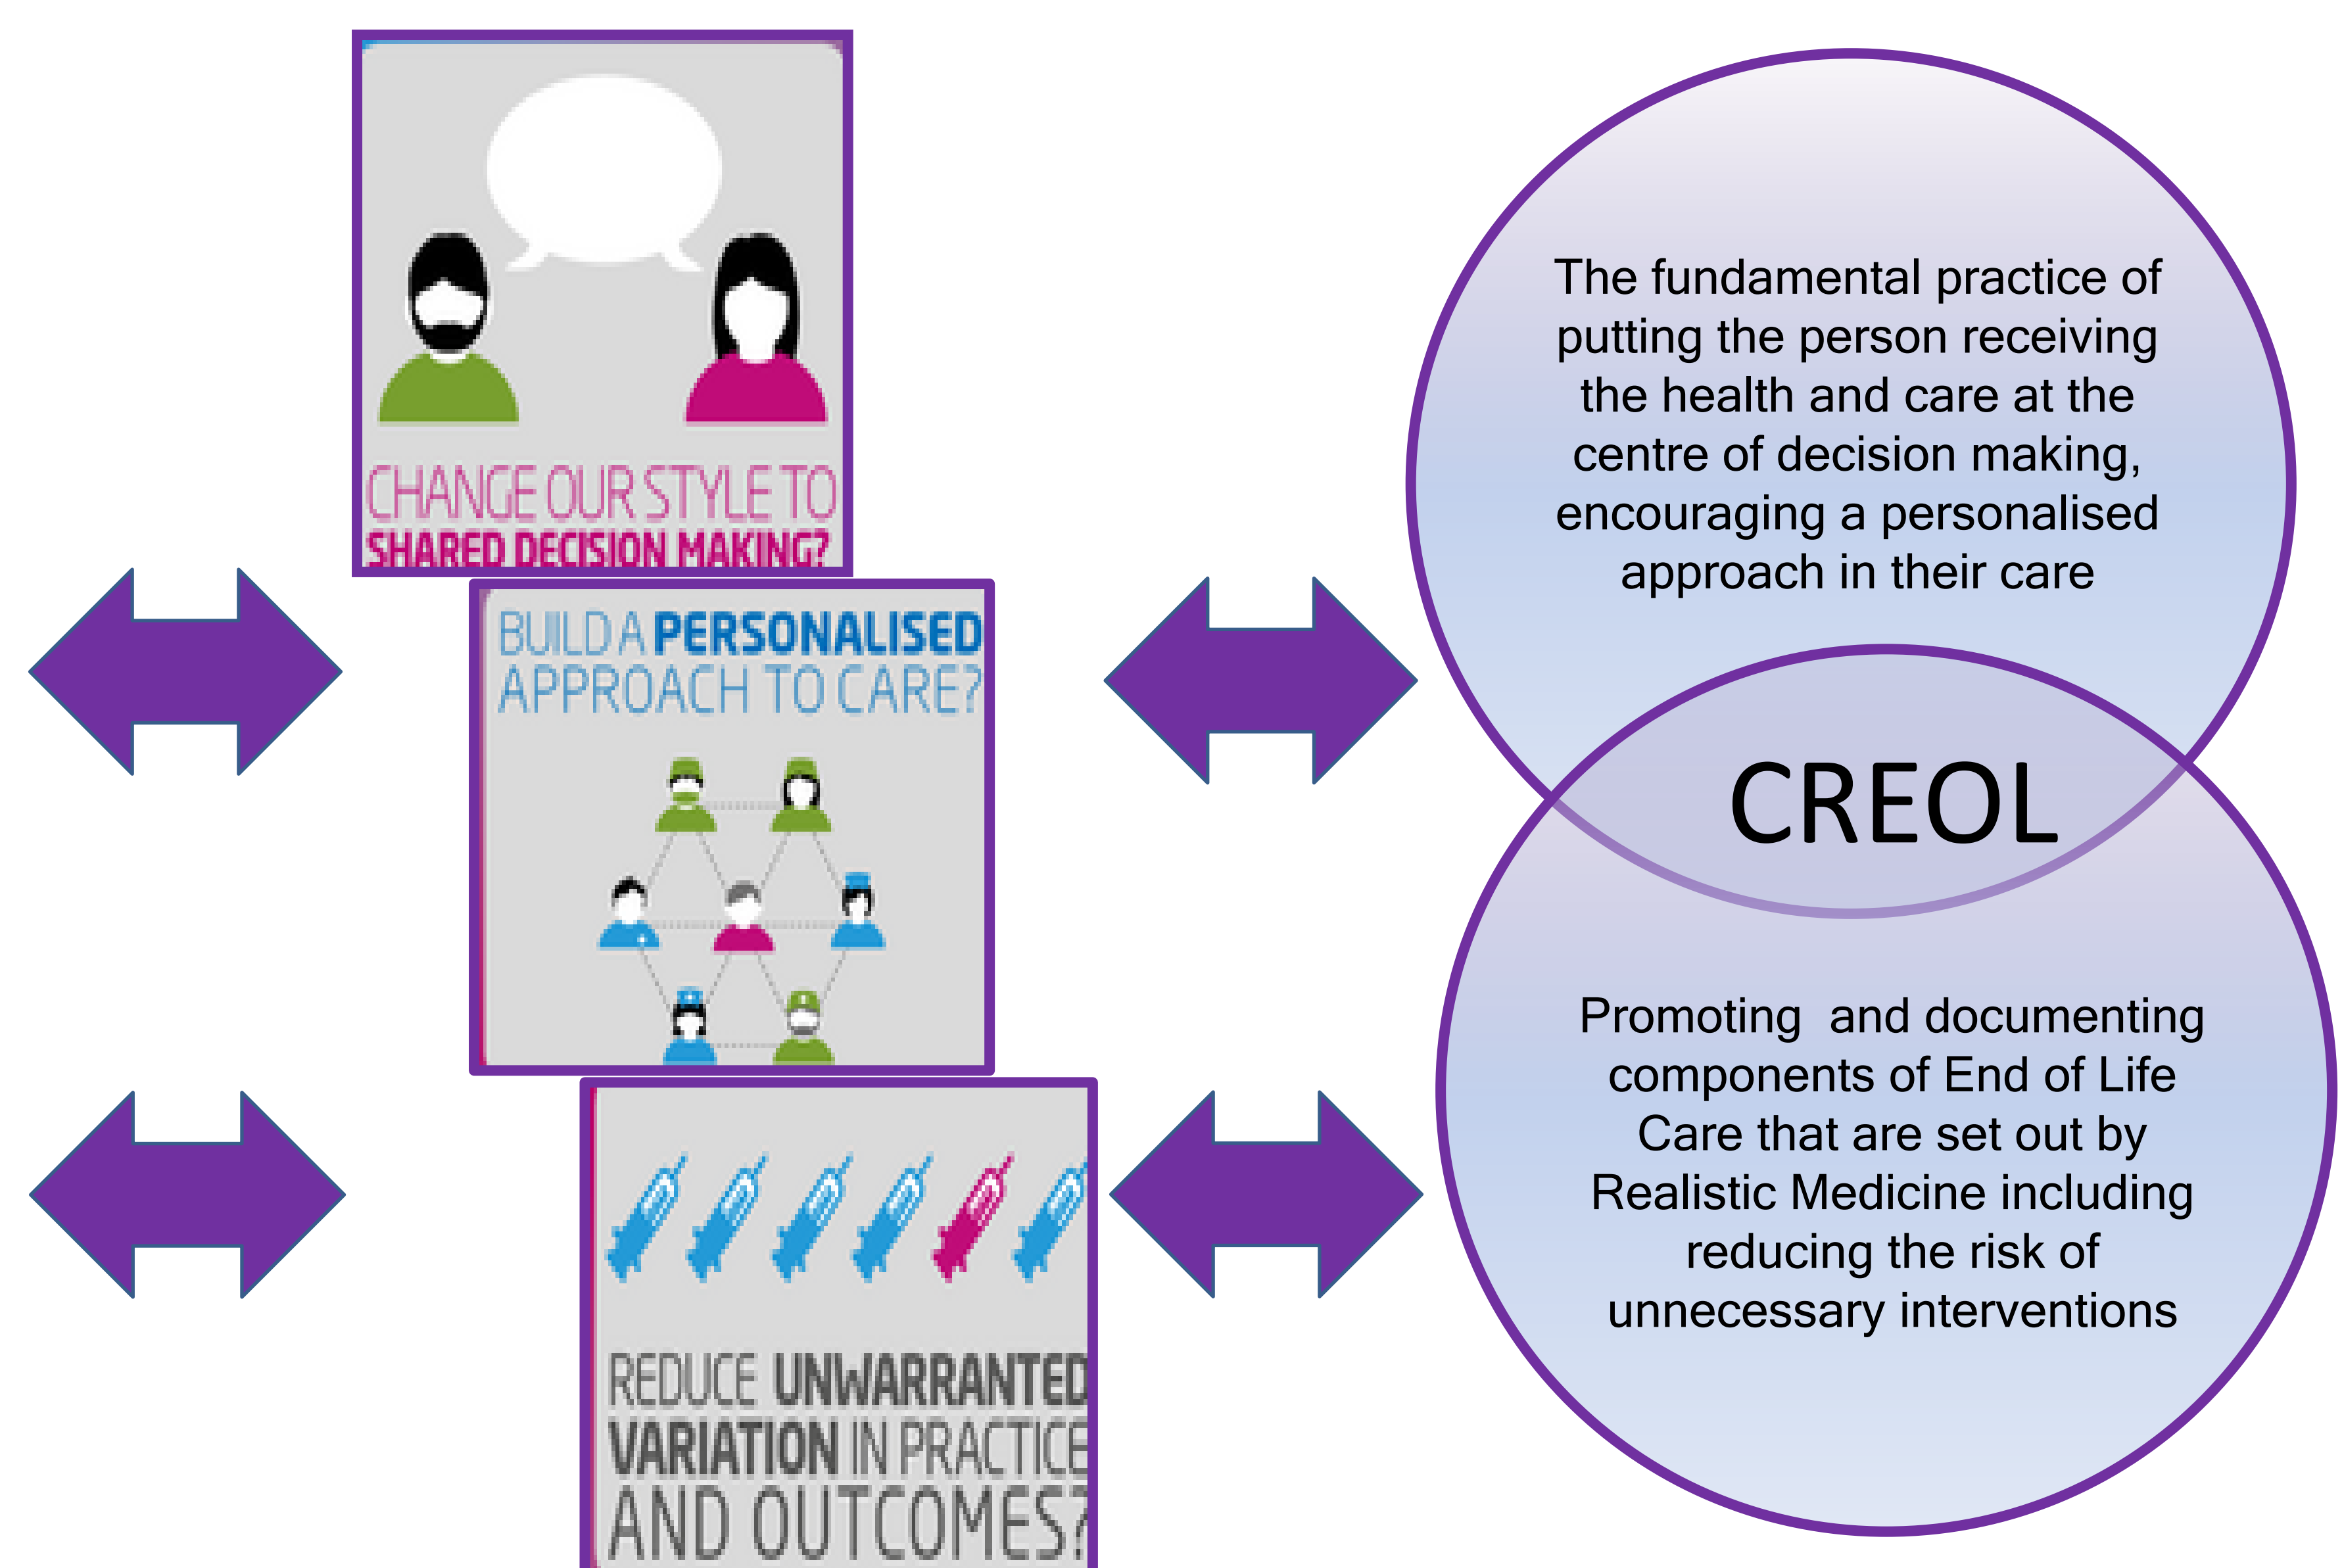 CHANGE OUR STYLE TO
SHARED DECISION MAKING?
BUILD A PERSONALISED
APPROACH TO CARE?
REDUCE UNWARRANTED
VARIATION IN PRACTICE
AND OUTCOMES?
The fundamental practice of
putting the person receiving
the health and care at the
centre of decision making,
encouraging a personalised
approach in their care
CREOL
Promoting  and documenting
components of End of Life
Care that are set out by
Realistic Medicine including
reducing the risk of
unnecessary interventions